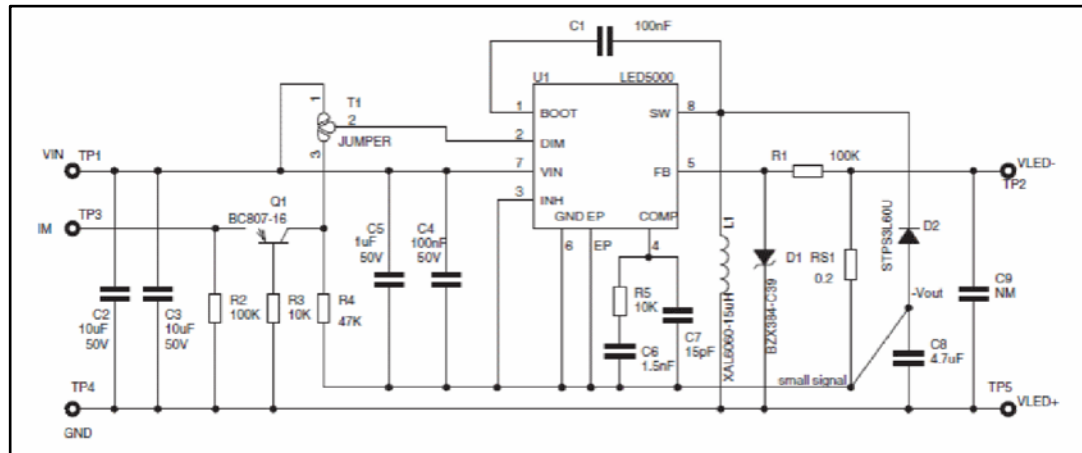 C1 100nF
U1 LED5000
1 BOOT SW 8
1 T1
2
JUMPER
3
2 DIM
VIN TP1
7 VIN FB 5
R1 100K
VLED-
TP2
3 INH
GND EP COMP
6 EP 4
IM TP3
Q1
BC807-16
C5
1uF
50V
C4
100nF
50V
L1
XAL6060-15uH
D1
BZX384-C39
RS1
0.2
STPS3L60U
D2
-Vout
C9
NM
C2
10uF
50V
C3
10uF
50V
R2
100K
R3
10K
R4
47K
R5
10K
C6
1.5nF
C7
15pF
C8
4.7uF
small signal
TP4
GND
TP5
VLED+